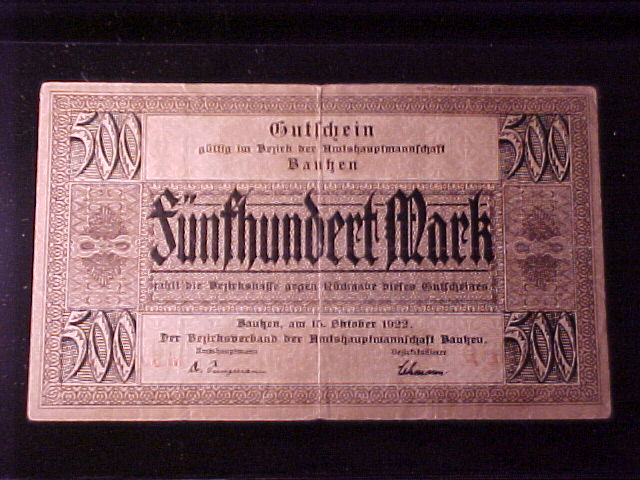 500 500
Gutschein
gültig im Bezirk der Amtshauptmannschaft
Bautzen
Fünfhundert Mark
zahlt die Bezirkskasse gegen Rückgabe dieses Gutscheines
500 500
Bautzen, am 15. Oktober 1922.
Der Bezirksverband der Amtshauptmannschaft Bautzen.
Amtshauptmann Bezirkskassierer